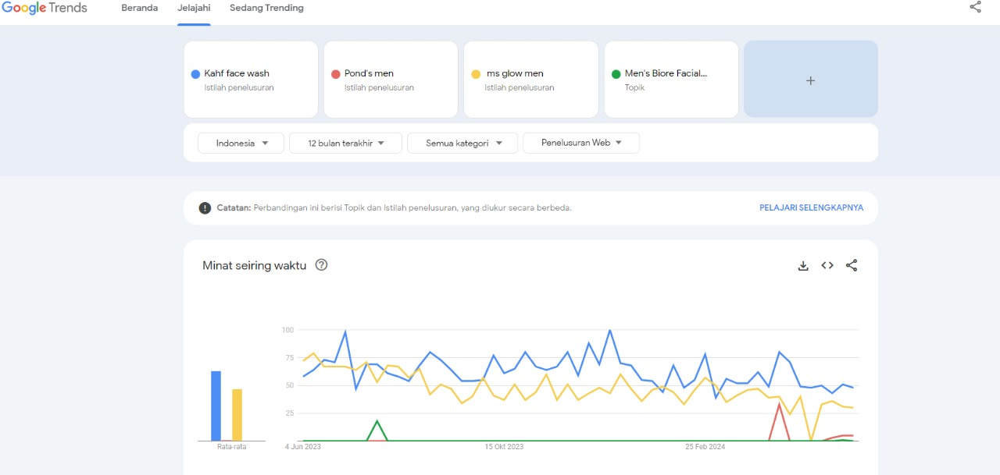 Google Trends
Beranda
Jelajahi
Sedang Trending
Kahf face wash
Istilah penelusuran
Pond's men
Istilah penelusuran
ms glow men
Istilah penelusuran
Men's Biore Facial...
Topik
+
Indonesia
12 bulan terakhir
Semua kategori
Penelusuran Web
! Catatan: Perbandingan ini berisi Topik dan Istilah penelusuran, yang diukur secara berbeda.
PELAJARI SELENGKAPNYA
Minat seiring waktu ?
100
75
50
25
Rata-rata
4 Jun 2023
15 Okt 2023
25 Feb 2024